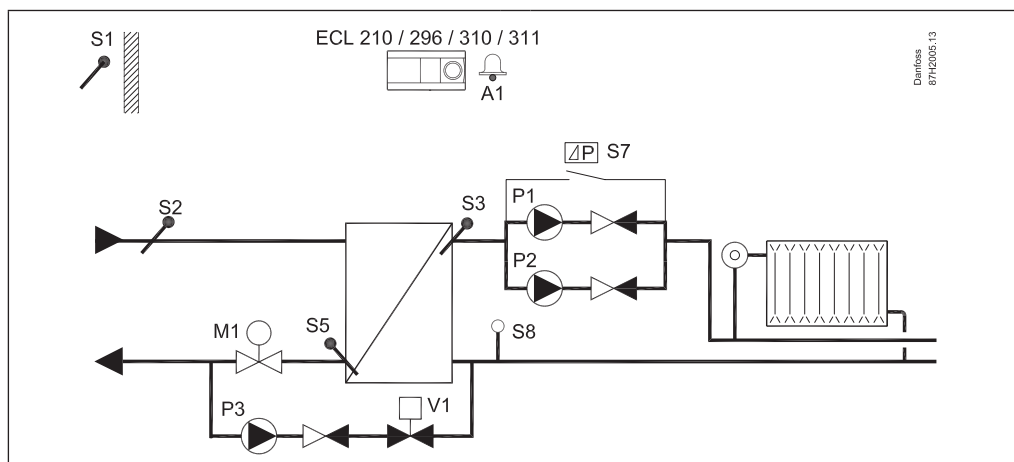 S1
ECL 210 / 296 / 310 / 311
A1
Danfoss
87H2005.13
P S7
S2
S3
P1
P2
M1
S5
S8
P3
V1